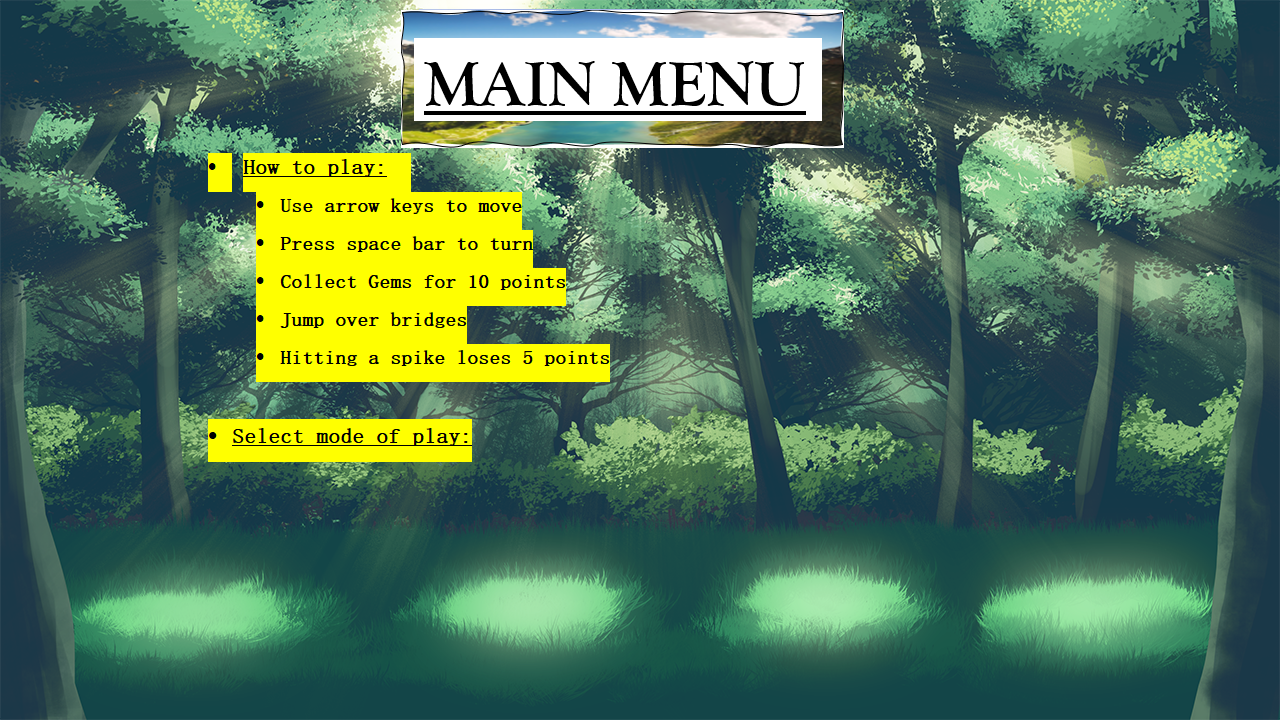 MAIN MENU
• How to play:
• Use arrow keys to move
• Press space bar to turn
• Collect Gems for 10 points
• Jump over bridges
• Hitting a spike loses 5 points
• Select mode of play: